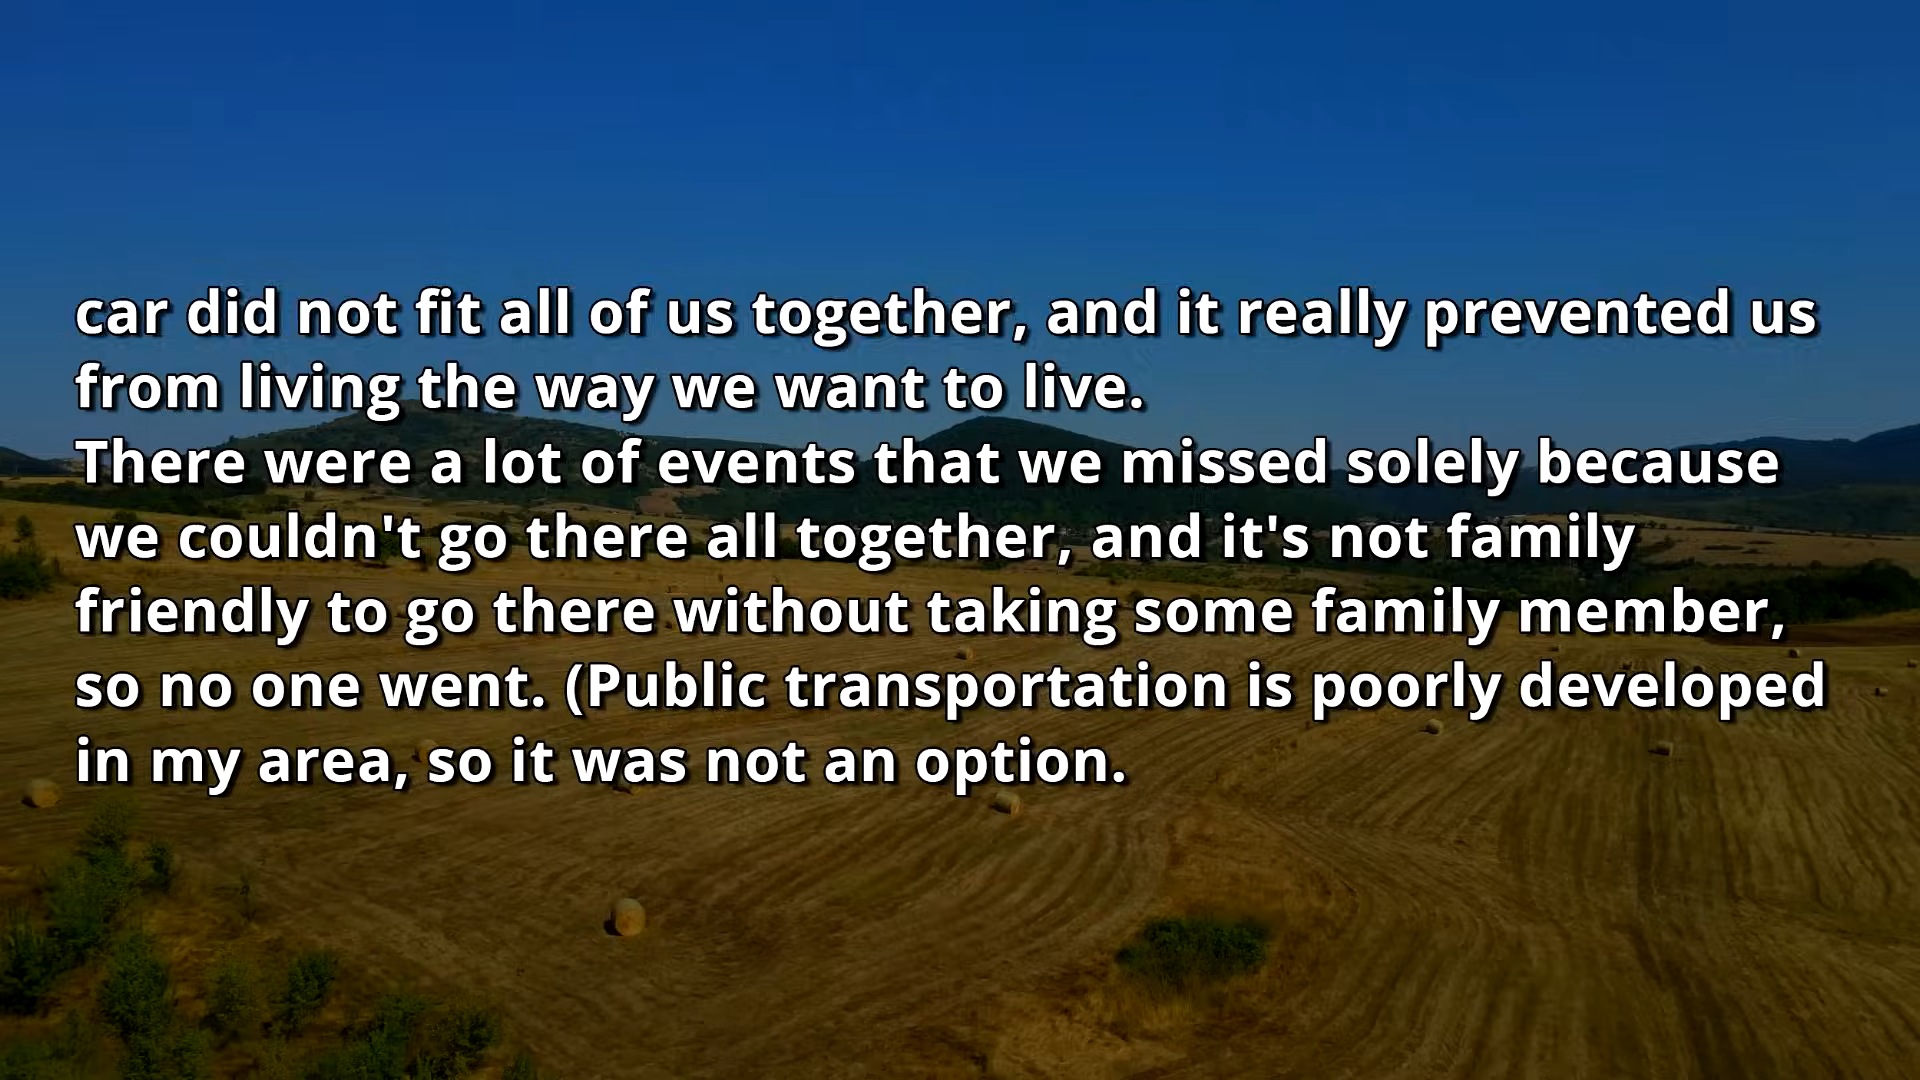 car did not fit all of us together, and it really prevented us
from living the way we want to live.
There were a lot of events that we missed solely because
we couldn't go there all together, and it's not family
friendly to go there without taking some family member,
so no one went. (Public transportation is poorly developed
in my area, so it was not an option.